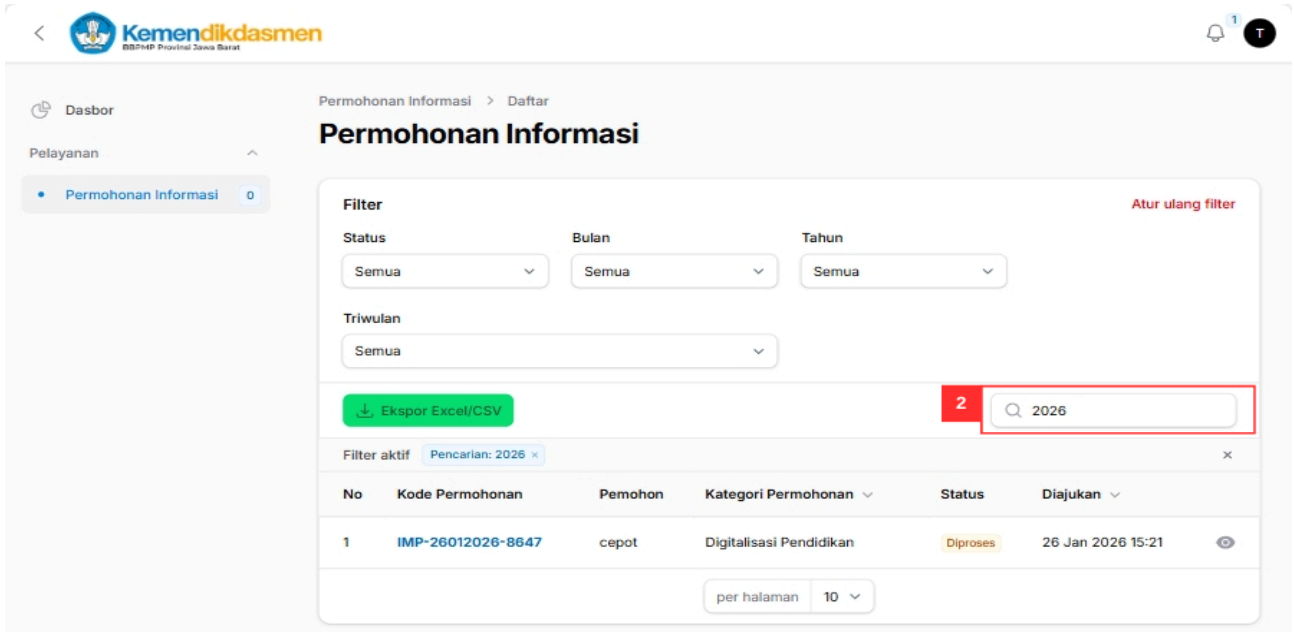 Kemendikdasmen
BBPMP Provinsi Jawa Barat
1
T
Dasbor
Pelayanan
Permohonan Informasi 0
Permohonan Informasi > Daftar
Permohonan Informasi
Filter
Atur ulang filter
Status Bulan Tahun
Semua Semua Semua
Triwulan
Semua
Ekspor Excel/CSV
2
2026
Filter aktif Pencarian: 2026 ×
×
No Kode Permohonan Pemohon Kategori Permohonan Status Diajukan
1 IMP-26012026-8647 cepot Digitalisasi Pendidikan Diproses 26 Jan 2026 15:21
per halaman 10